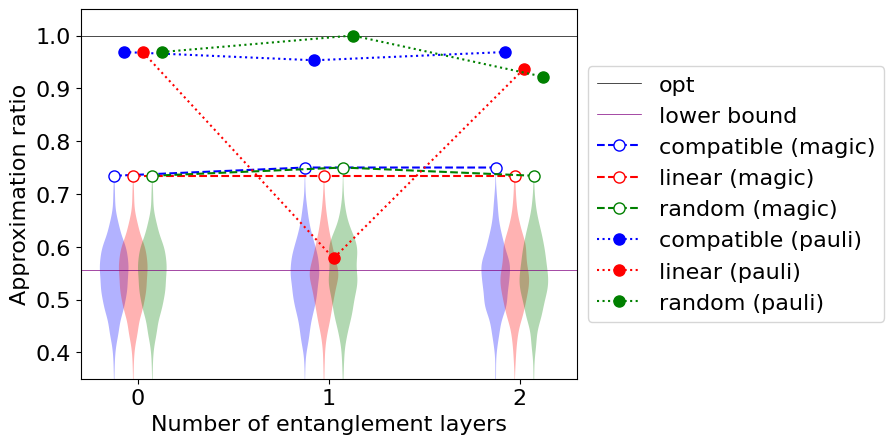 1.0
0.9
0.8
0.7
0.6
0.5
0.4
Approximation ratio
0 1 2
Number of entanglement layers
opt
lower bound
compatible (magic)
linear (magic)
random (magic)
compatible (pauli)
linear (pauli)
random (pauli)